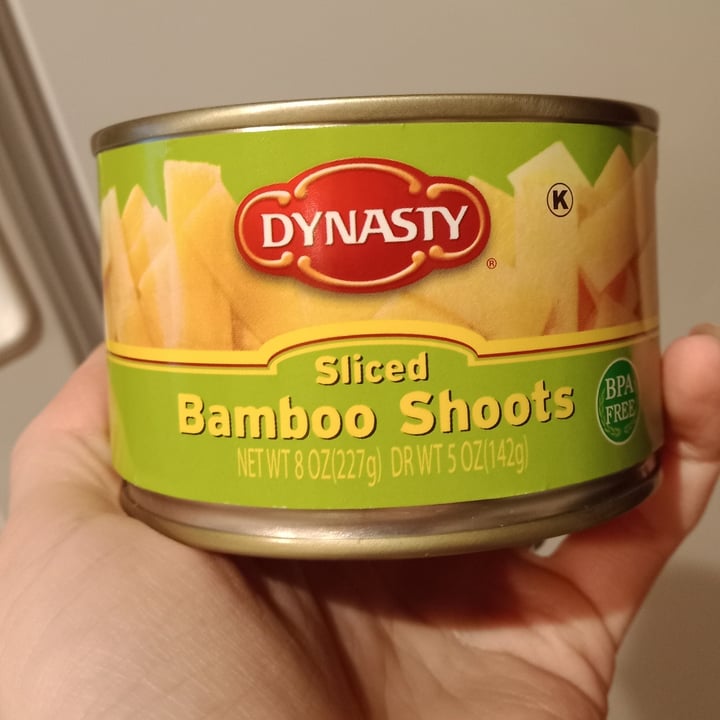 DYNASTY
®
K
Sliced
Bamboo Shoots
BPA
FREE
NET WT 8 OZ(227g) DR WT 5 OZ(142g)